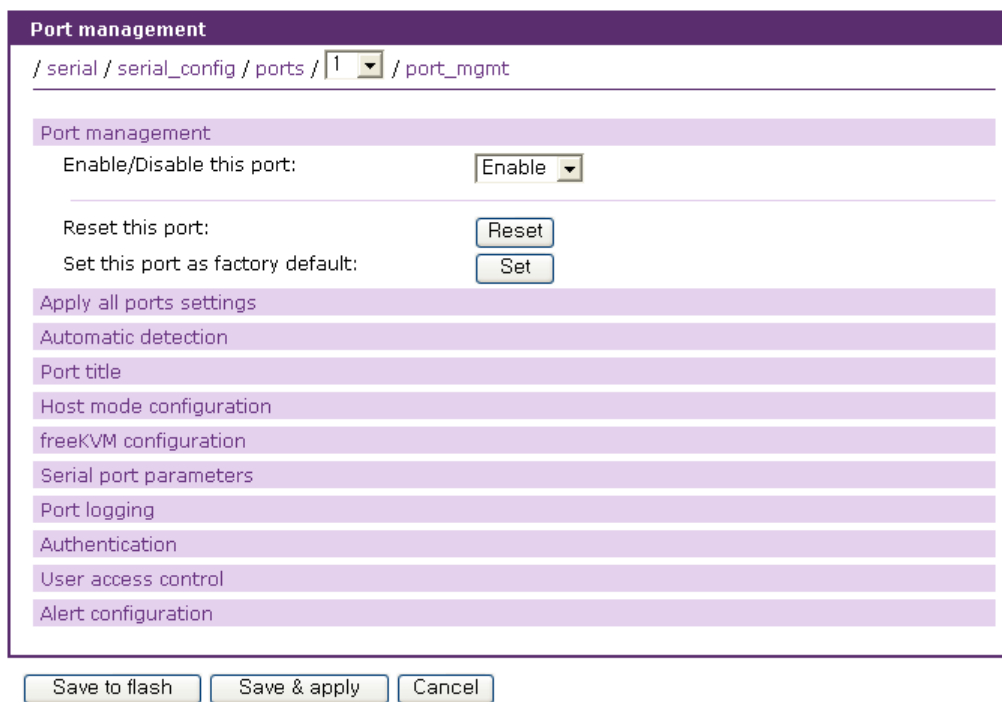 Port management
/ serial / serial_config / ports / 1 / port_mgmt
Port management
Enable/Disable this port: Enable
Reset this port: Reset
Set this port as factory default: Set
Apply all ports settings
Automatic detection
Port title
Host mode configuration
freeKVM configuration
Serial port parameters
Port logging
Authentication
User access control
Alert configuration
Save to flash Save & apply Cancel